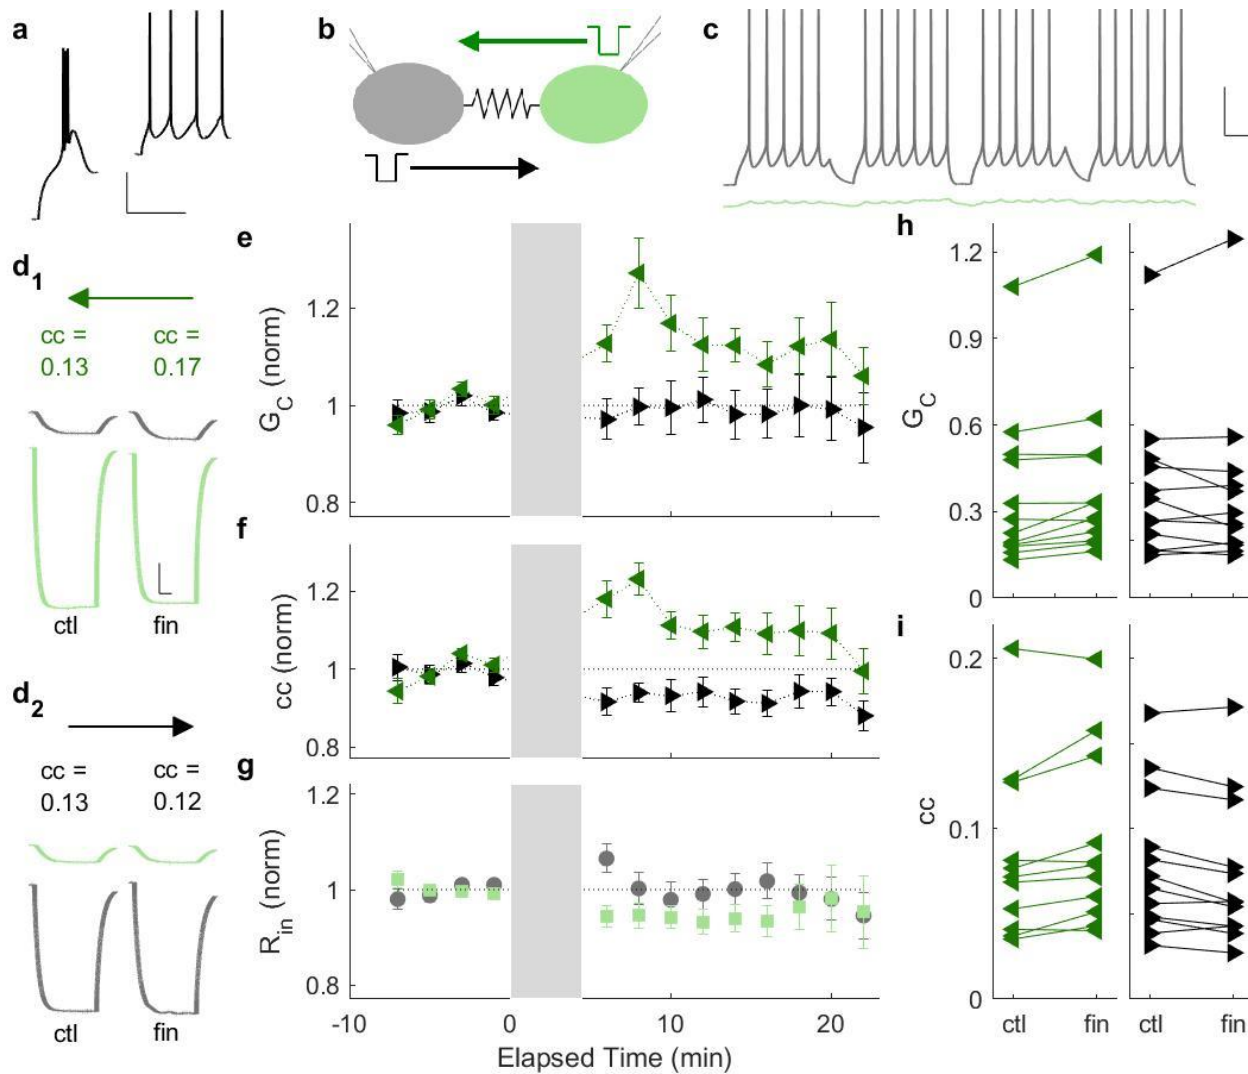 a
b
c
d1
cc = 0.13
cc = 0.17
ctl
fin
d2
cc = 0.13
cc = 0.12
ctl
fin
e
GC (norm)
1.2
1
0.8
f
cc (norm)
1.2
1
0.8
g
Rin (norm)
1.2
1
0.8
-10
0
10
20
Elapsed Time (min)
h
GC
1.2
0.9
0.6
0.3
0
i
cc
0.2
0.1
0
ctl
fin
ctl
fin